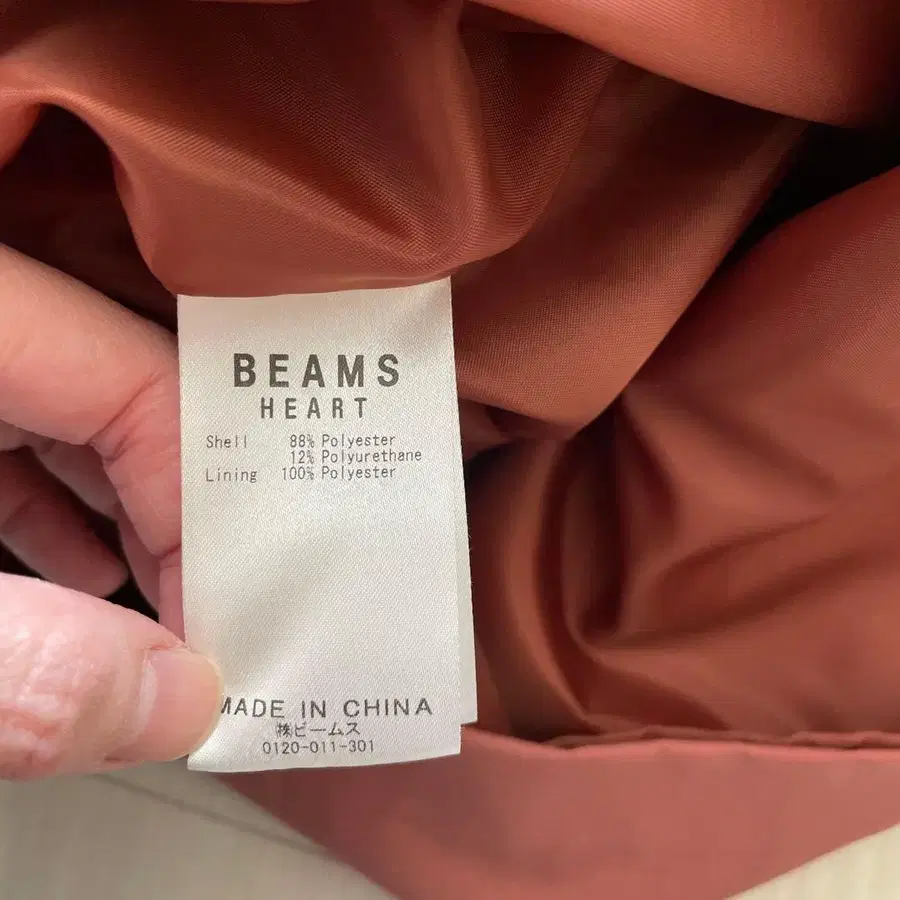 BEAMS
HEART
Shell 88% Polyester
12% Polyurethane
Lining 100% Polyester
MADE IN CHINA
㈱ビームス
0120-011-301